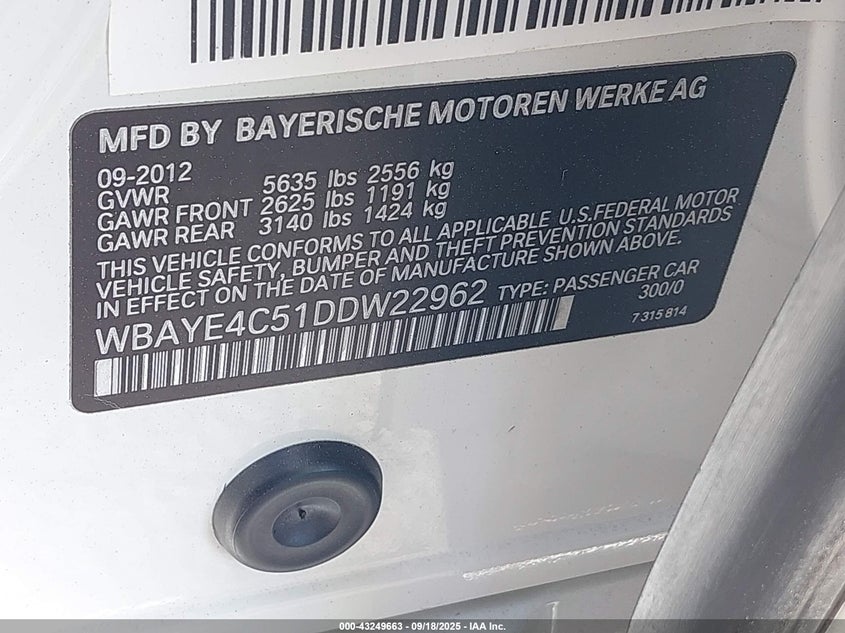 MFD BY BAYERISCHE MOTOREN WERKE AG
09-2012
GVWR 5635 lbs 2556 kg
GAWR FRONT 2625 lbs 1191 kg
GAWR REAR 3140 lbs 1424 kg
THIS VEHICLE CONFORMS TO ALL APPLICABLE U.S.FEDERAL MOTOR
VEHICLE SAFETY, BUMPER AND THEFT PREVENTION STANDARDS
IN EFFECT ON THE DATE OF MANUFACTURE SHOWN ABOVE.
WBAYE4C51DDW22962 TYPE: PASSENGER CAR
300/0
7 315 814
000-43249663 - 09/18/2025 - IAA Inc.